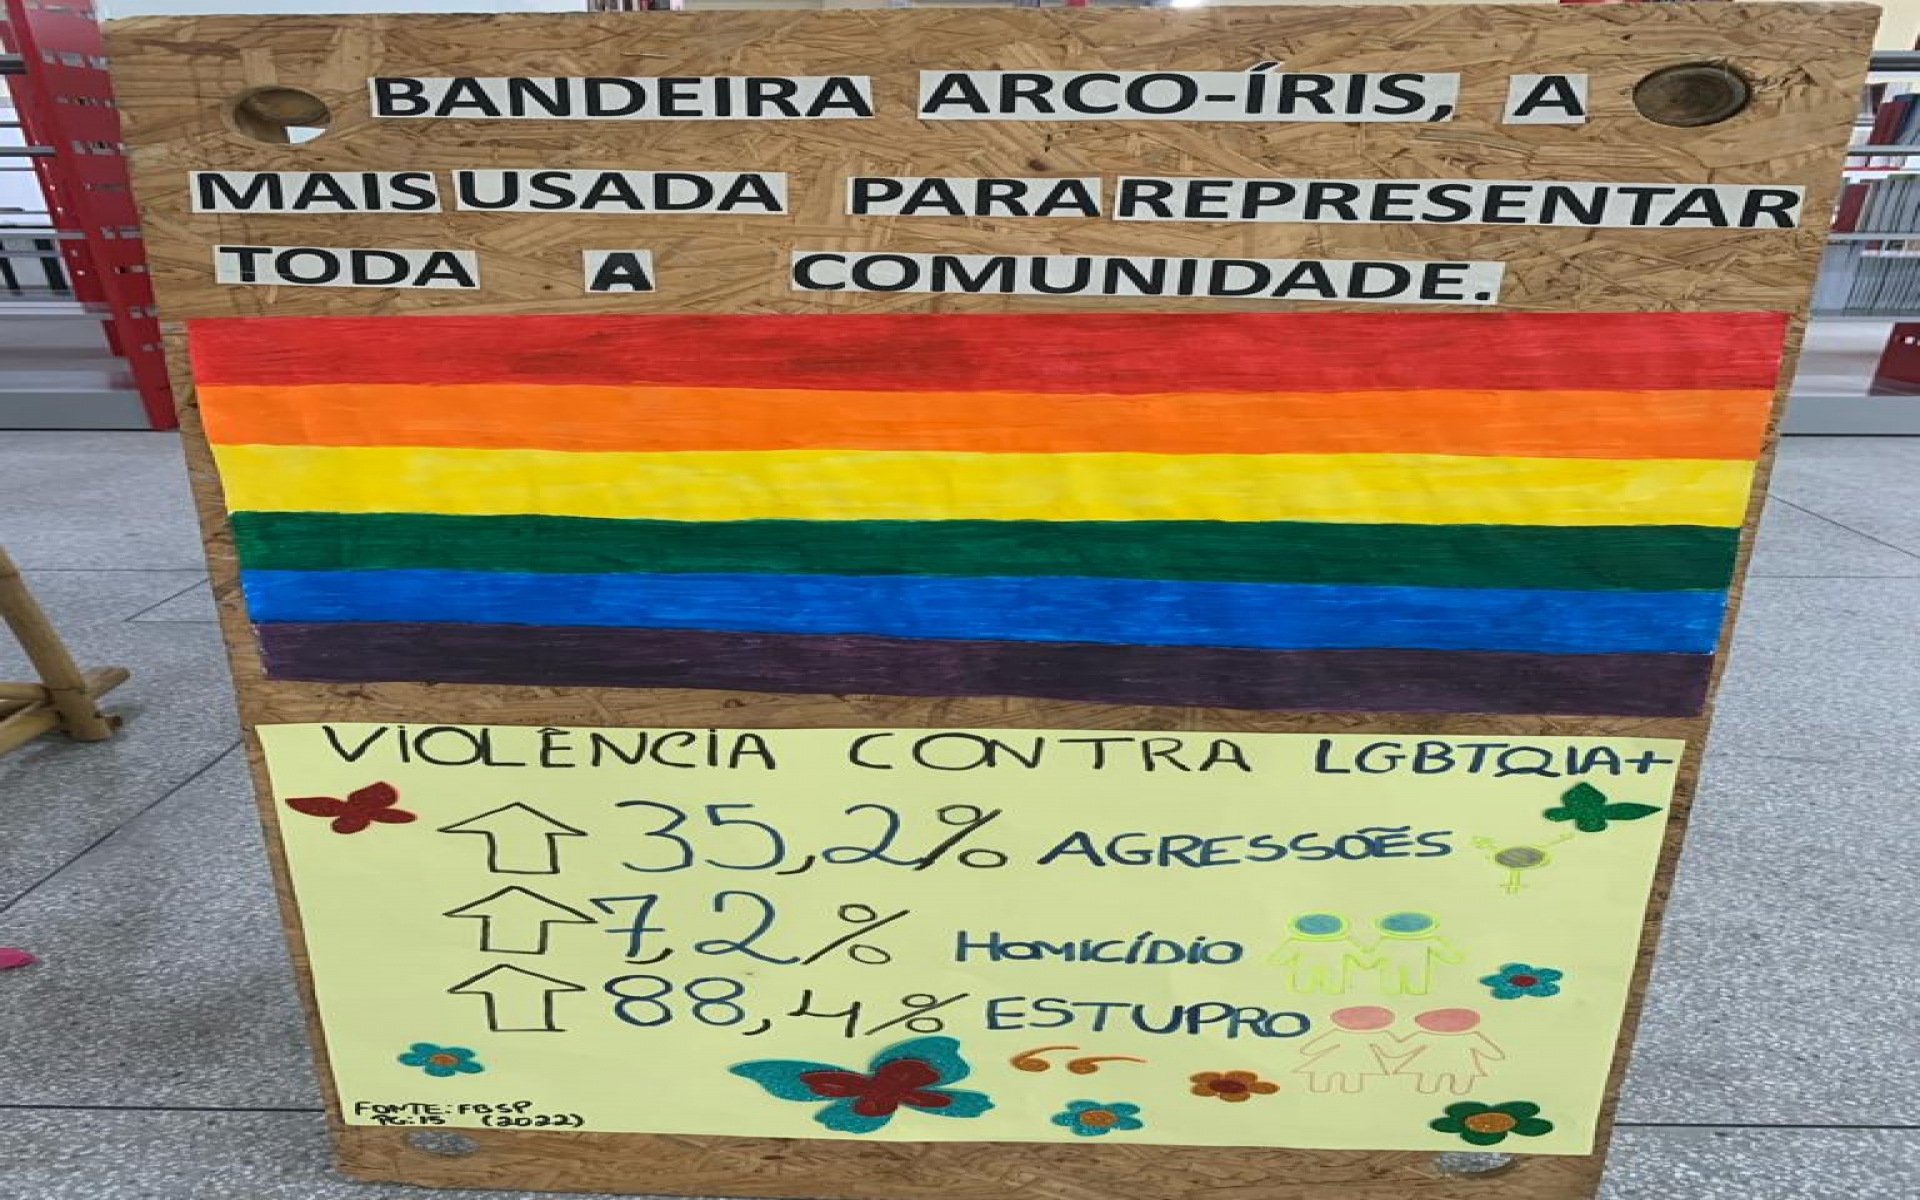 BANDEIRA ARCO-ÍRIS, A
MAIS USADA PARA REPRESENTAR
TODA A COMUNIDADE.
VIOLÊNCIA CONTRA LGBTQIA+
35,2% AGRESSÕES
7,2% HOMICÍDIO
88,4% ESTUPRO
FONTE: FBSP
PG: 15 (2022)